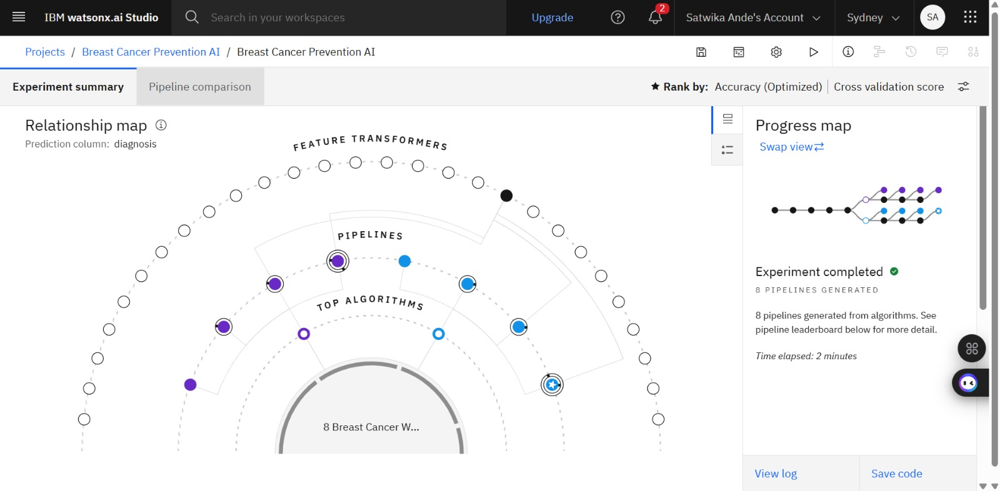 IBM watsonx.ai Studio
Search in your workspaces
Upgrade
2
Satwika Ande's Account
Sydney
SA
Projects / Breast Cancer Prevention AI / Breast Cancer Prevention AI
Experiment summary
Pipeline comparison
Rank by: Accuracy (Optimized) | Cross validation score
Relationship map
Prediction column: diagnosis
FEATURE TRANSFORMERS
PIPELINES
TOP ALGORITHMS
8 Breast Cancer W...
Progress map
Swap view
Experiment completed
8 PIPELINES GENERATED
8 pipelines generated from algorithms. See
pipeline leaderboard below for more detail.
Time elapsed: 2 minutes
View log
Save code